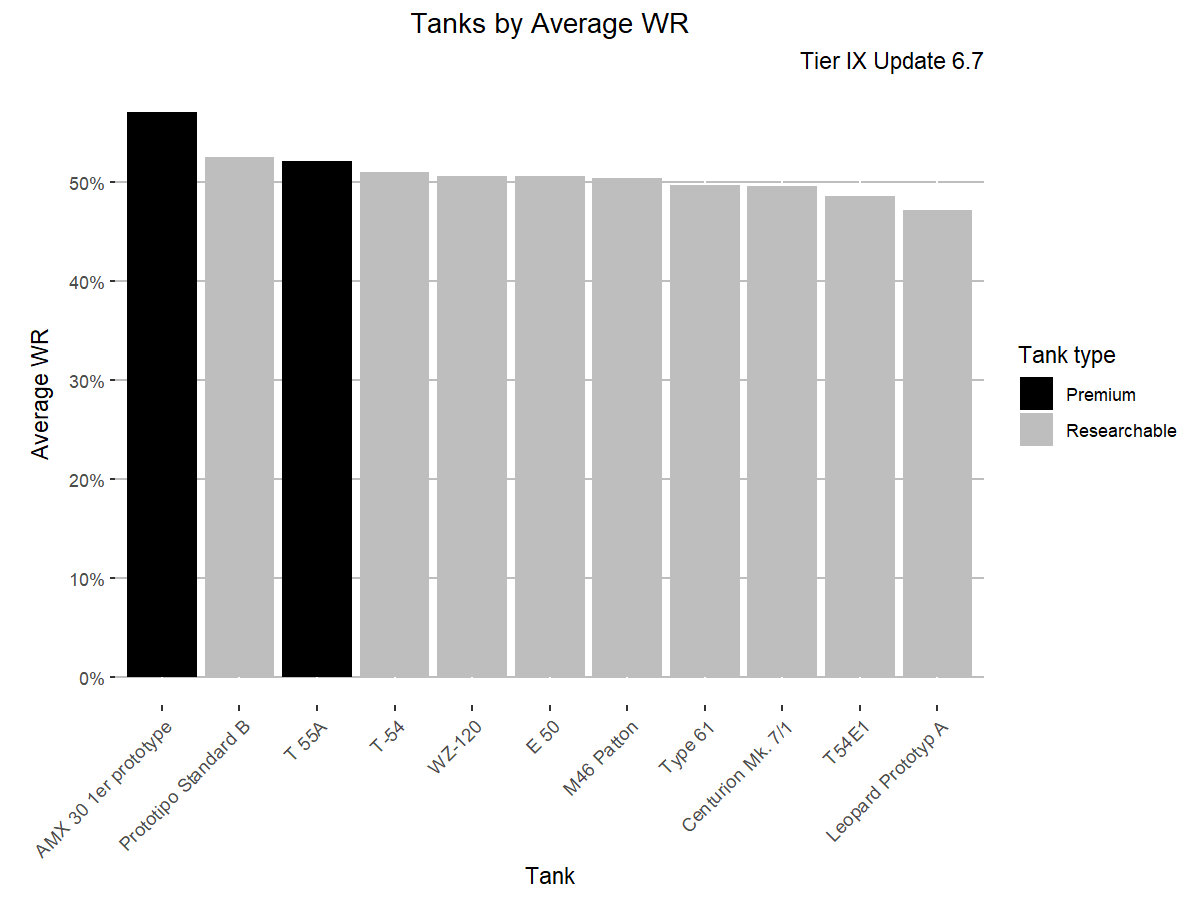 Tanks by Average WR
Tier IX Update 6.7
Average WR
50%
40%
30%
20%
10%
0%
AMX 30 1er prototype
Prototipo Standard B
T 55A
T-54
WZ-120
E 50
M46 Patton
Type 61
Centurion Mk. 7/1
T54E1
Leopard Prototyp A
Tank
Tank type
Premium
Researchable